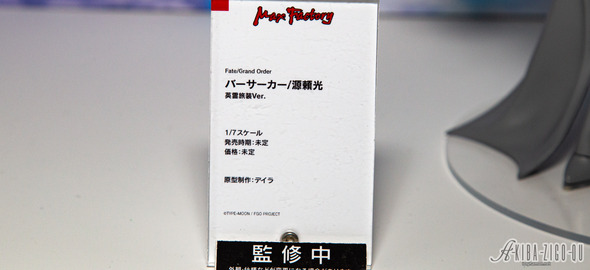 Max Factory
Fate/Grand Order
バーサーカー/源頼光
英霊旅装Ver.
1/7スケール
発売時期：未定
価格：未定
原型制作：デイラ
©TYPE-MOON / FGO PROJECT
監修中
AKIBA-ZIGO-QU